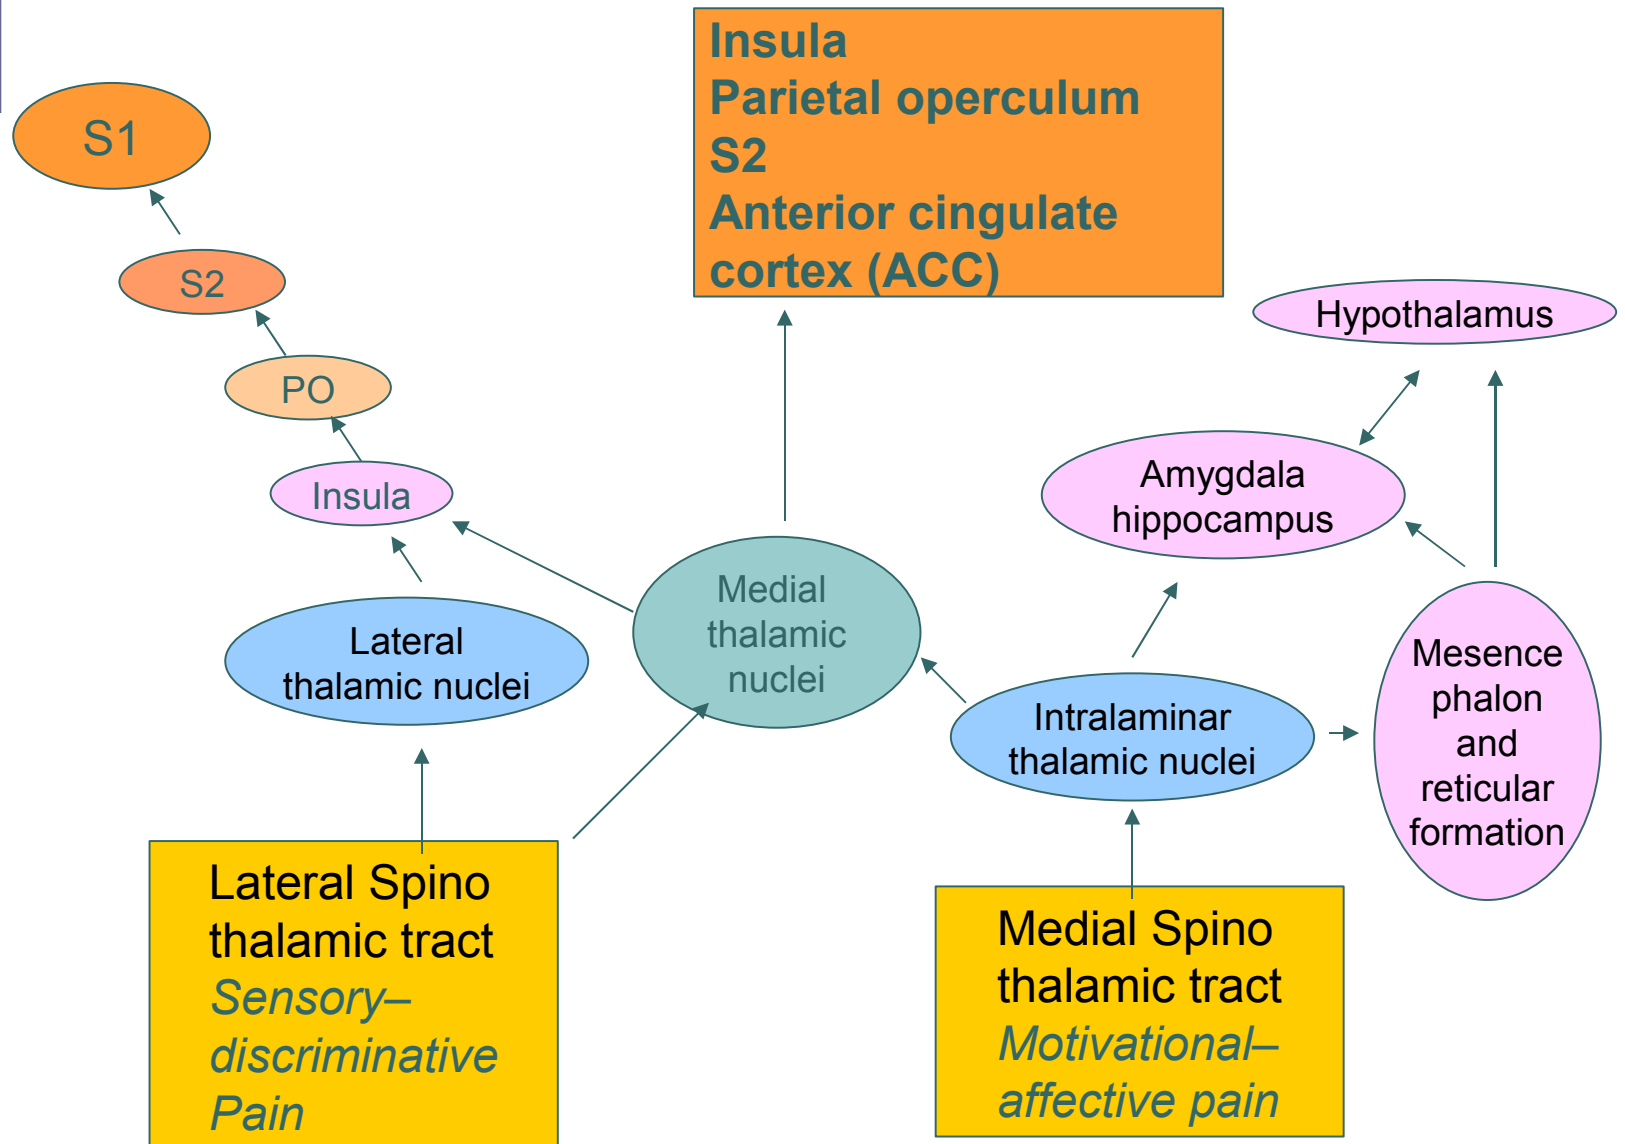 Insula
Parietal operculum
S2
Anterior cingulate
cortex (ACC)
S1
S2
PO
Insula
Hypothalamus
Amygdala
hippocampus
Medial
thalamic
nuclei
Lateral
thalamic nuclei
Intralaminar
thalamic nuclei
Mesence
phalon
and
reticular
formation
Lateral Spino
thalamic tract
Sensory–
discriminative
Pain
Medial Spino
thalamic tract
Motivational–
affective pain